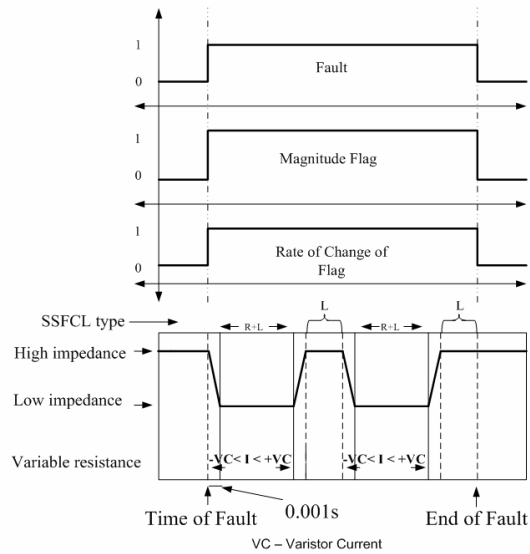 1
Fault
0
1
Magnitude Flag
0
1
Rate of Change of
Flag
0
L
L
SSFCL type
R+L
R+L
High impedance
Low impedance
Variable resistance
-VC< I < +VC
-VC< I < +VC
0.001s
Time of Fault
End of Fault
VC – Varistor Current